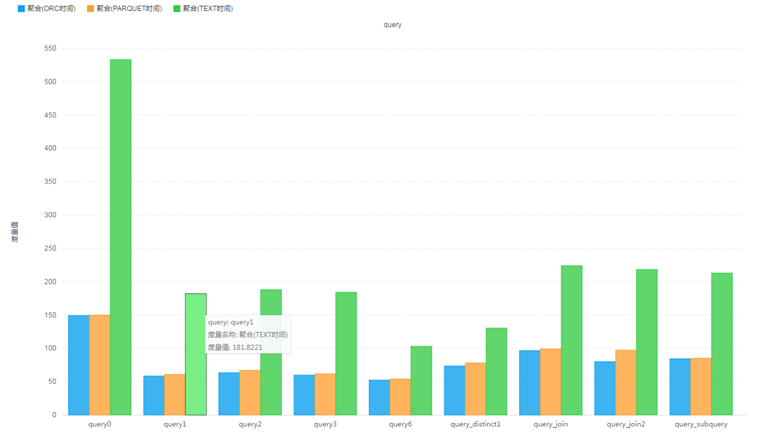 聚合(ORC时间) 聚合(PARQUET时间) 聚合(TEXT时间)
query
550
500
450
400
350
300
250
200
150
100
50
0
度量值
query: query1
度量名称: 聚合(TEXT时间)
度量值: 181.8221
query0 query1 query2 query3 query6 query_distinct1 query_join query_join2 query_subquery